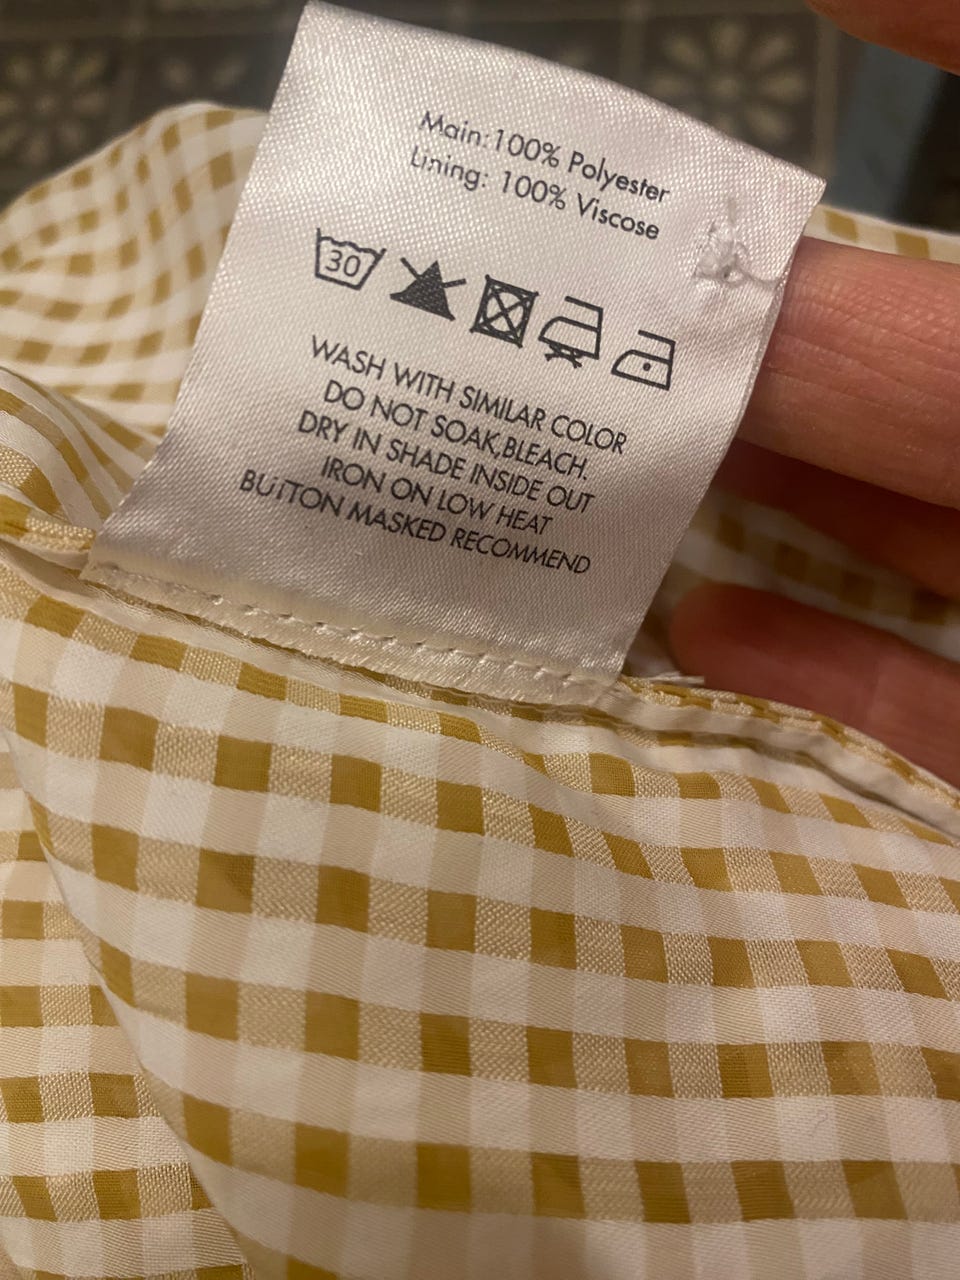 Main:100% Polyester
Lining: 100% Viscose
30
WASH WITH SIMILAR COLOR
DO NOT SOAK,BLEACH.
DRY IN SHADE INSIDE OUT
IRON ON LOW HEAT
BUiTON MASKED RECOMMEND